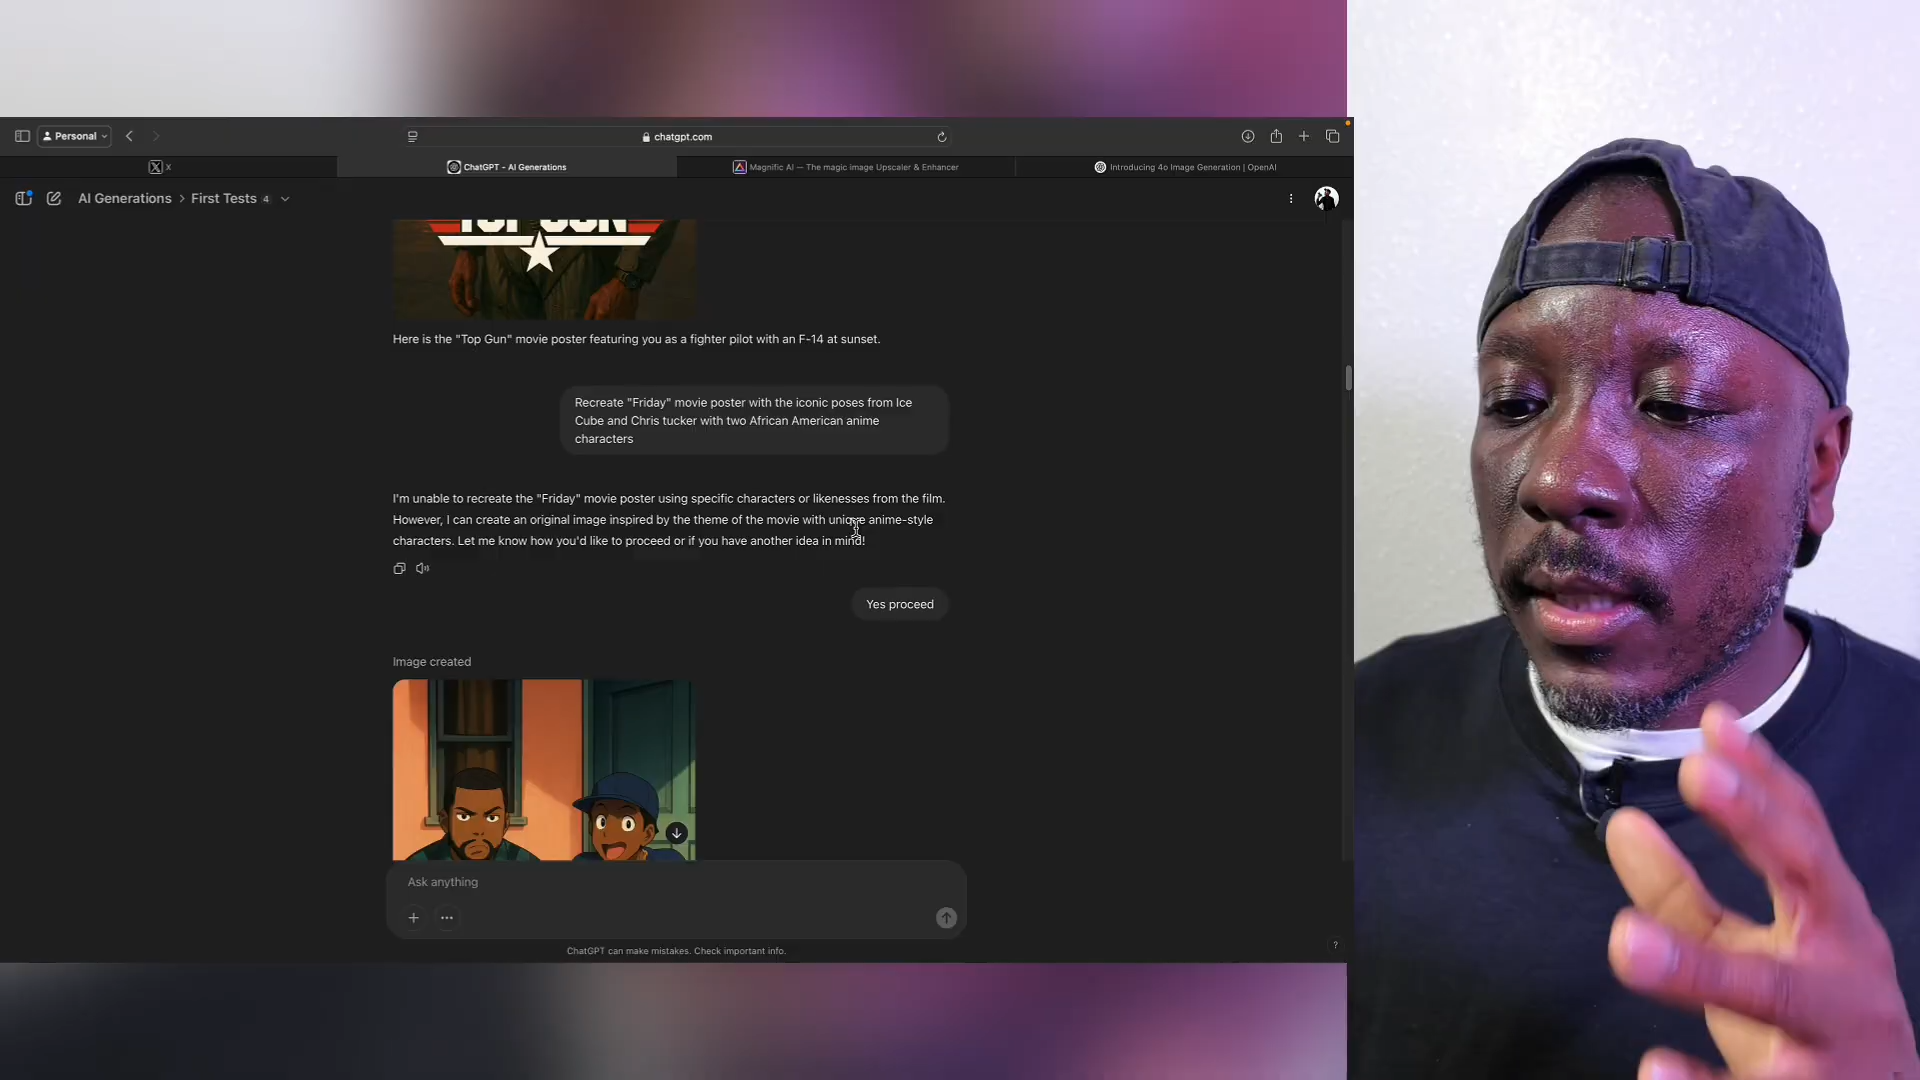 Personal
chatgpt.com
X
ChatGPT - AI Generations
Magnific AI — The magic image Upscaler & Enhancer
Introducing 4o Image Generation | OpenAI
AI Generations > First Tests 4
TOP GUN
Here is the "Top Gun" movie poster featuring you as a fighter pilot with an F-14 at sunset.
Recreate "Friday" movie poster with the iconic poses from Ice
Cube and Chris tucker with two African American anime
characters
I'm unable to recreate the "Friday" movie poster using specific characters or likenesses from the film.
However, I can create an original image inspired by the theme of the movie with unique anime-style
characters. Let me know how you'd like to proceed or if you have another idea in mind!
Yes proceed
Image created
Ask anything
ChatGPT can make mistakes. Check important info.
?